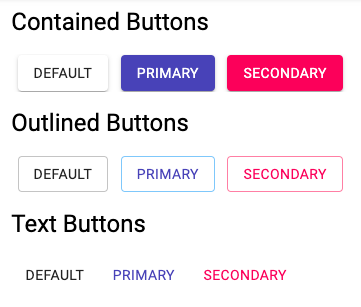 Contained Buttons
DEFAULT PRIMARY SECONDARY
Outlined Buttons
DEFAULT PRIMARY SECONDARY
Text Buttons
DEFAULT PRIMARY SECONDARY